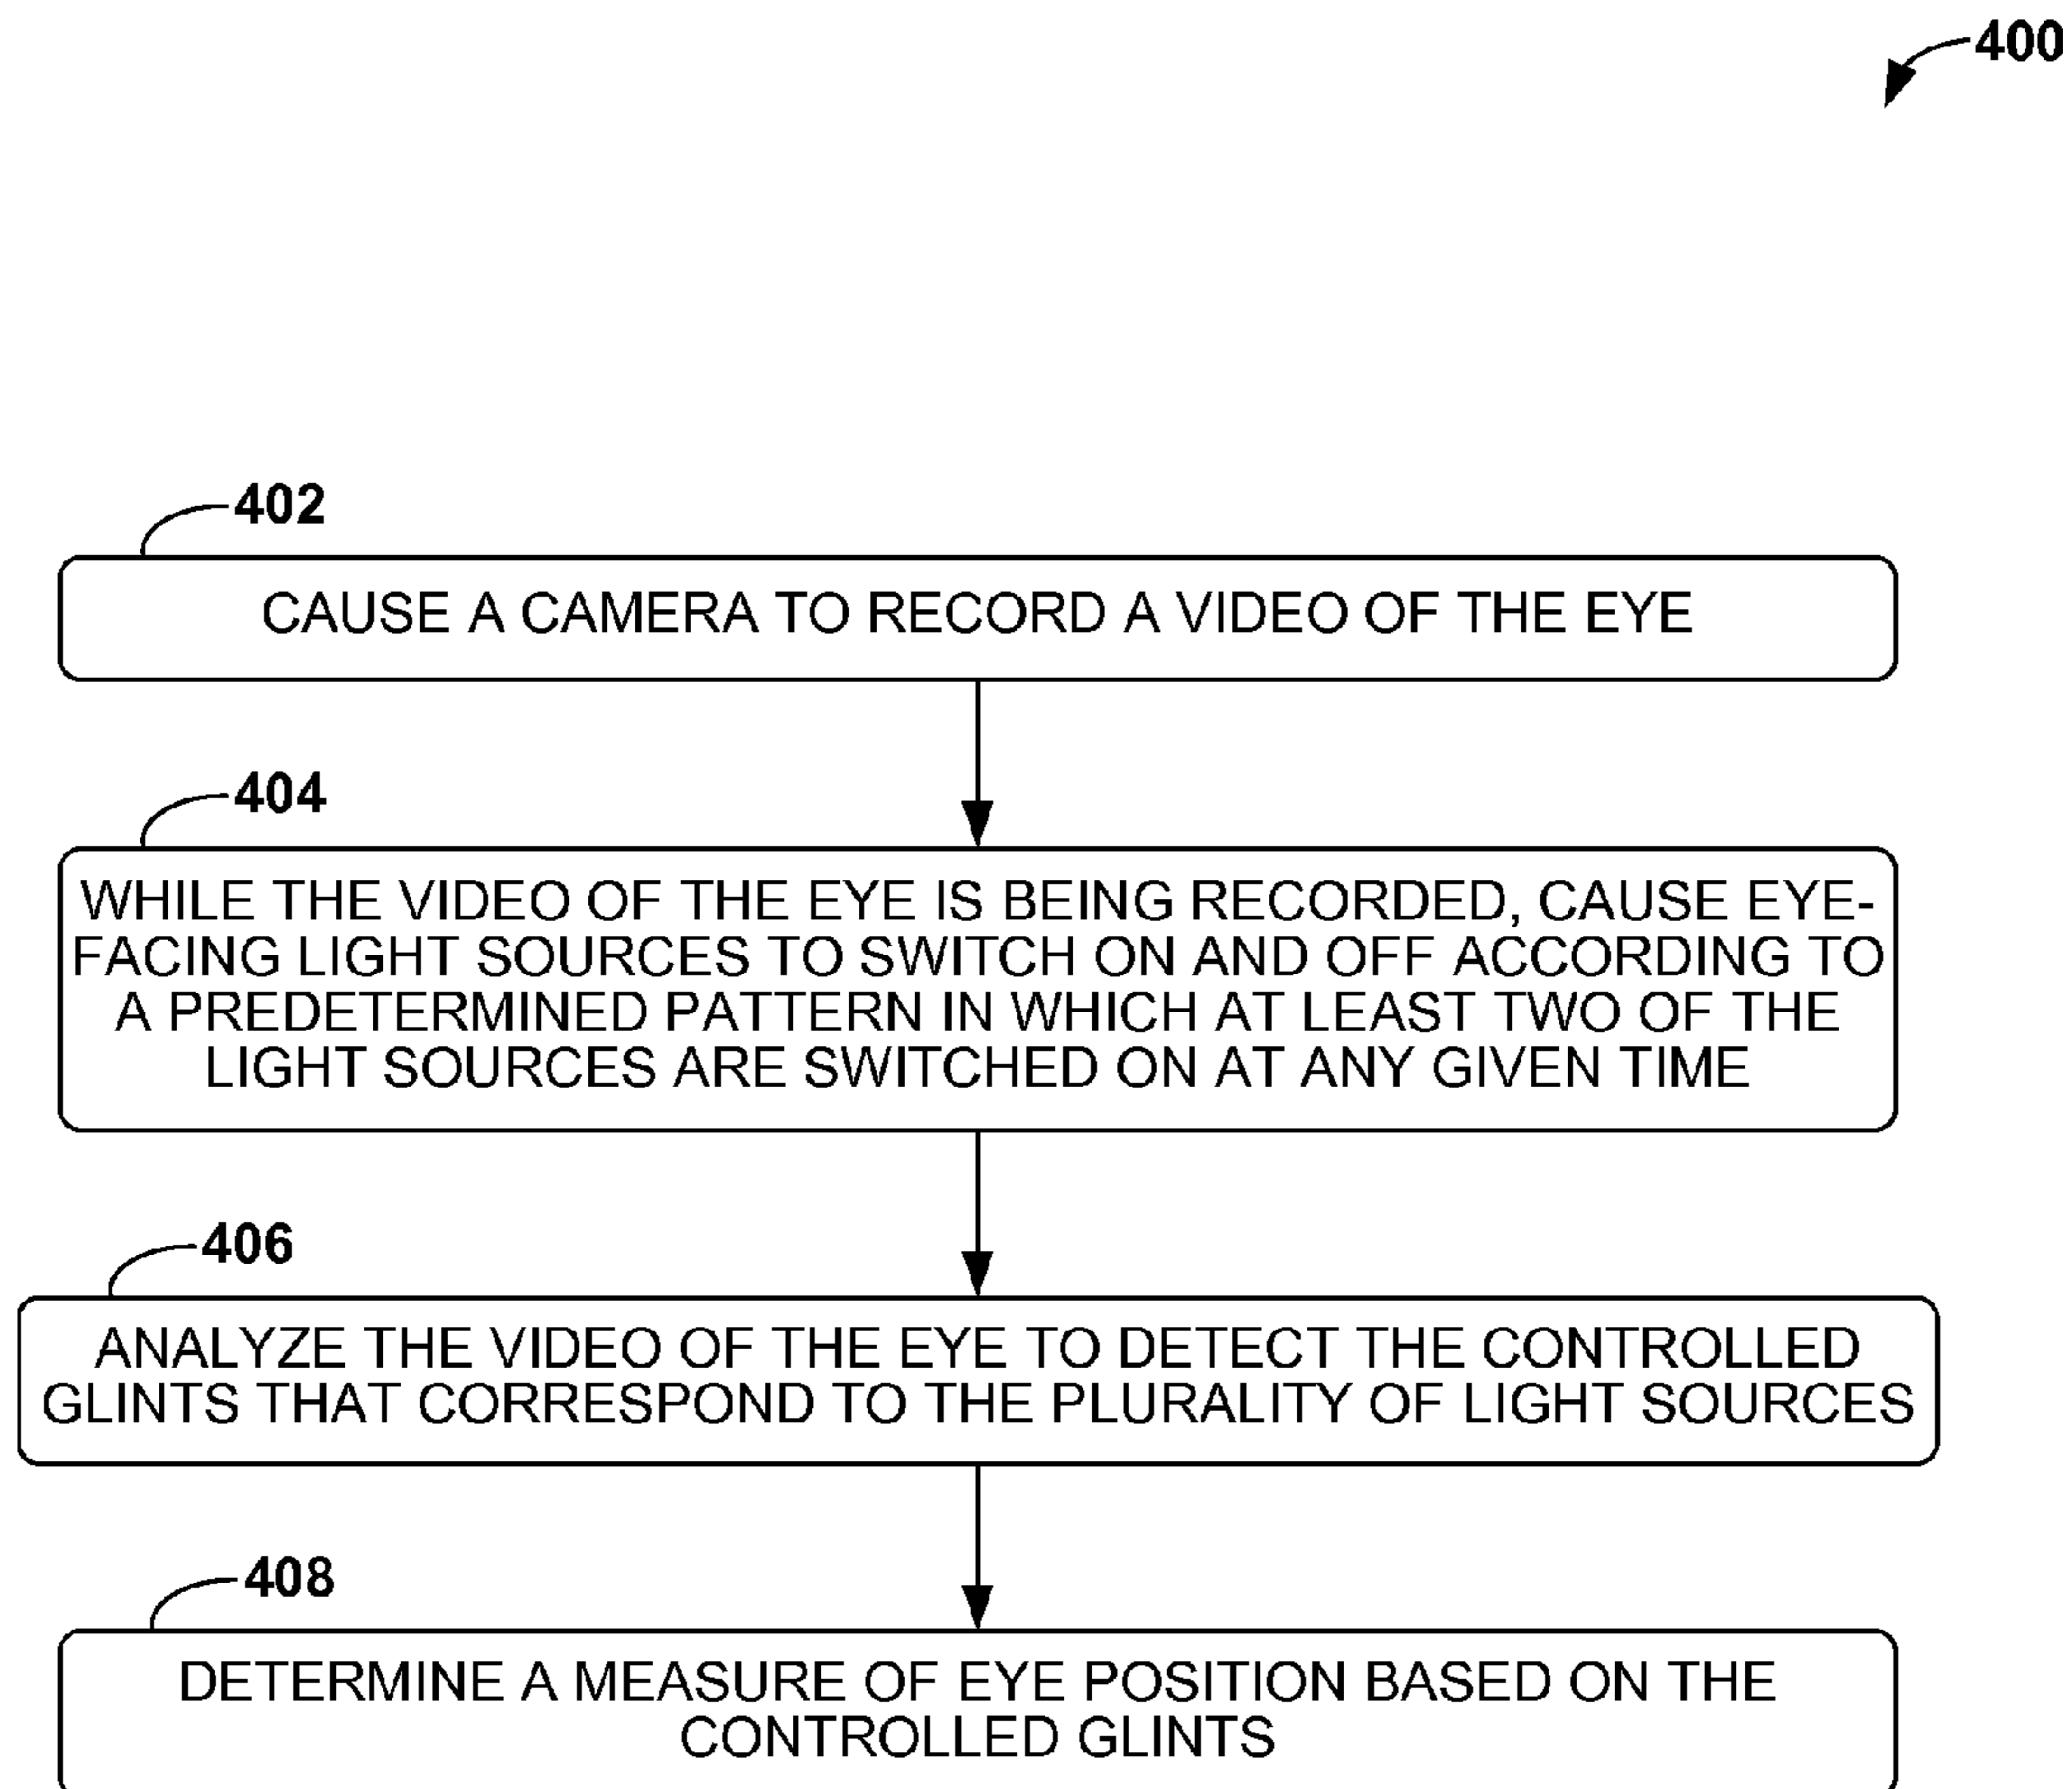 400
402
CAUSE A CAMERA TO RECORD A VIDEO OF THE EYE
404
WHILE THE VIDEO OF THE EYE IS BEING RECORDED, CAUSE EYE-
FACING LIGHT SOURCES TO SWITCH ON AND OFF ACCORDING TO
A PREDETERMINED PATTERN IN WHICH AT LEAST TWO OF THE
LIGHT SOURCES ARE SWITCHED ON AT ANY GIVEN TIME
406
ANALYZE THE VIDEO OF THE EYE TO DETECT THE CONTROLLED
GLINTS THAT CORRESPOND TO THE PLURALITY OF LIGHT SOURCES
408
DETERMINE A MEASURE OF EYE POSITION BASED ON THE
CONTROLLED GLINTS